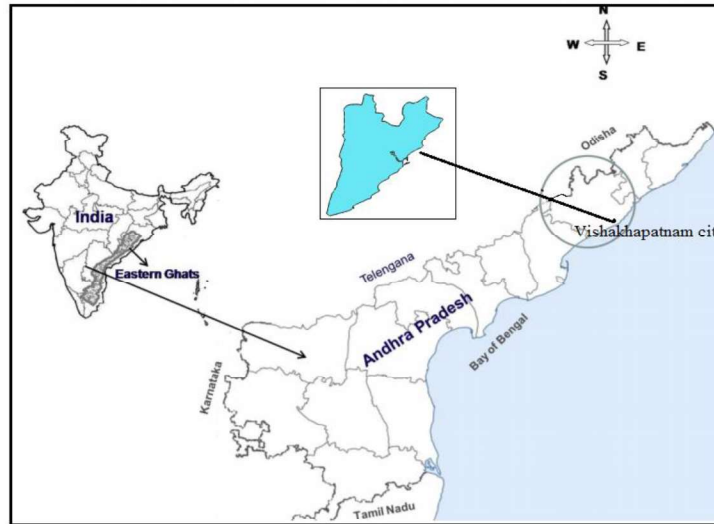 N
W E
S
Odisha
India
Vishakhapatnam cit
Telengana
Eastern Ghats
Andhra Pradesh
Bay of Bengal
Karnataka
Tamil Nadu